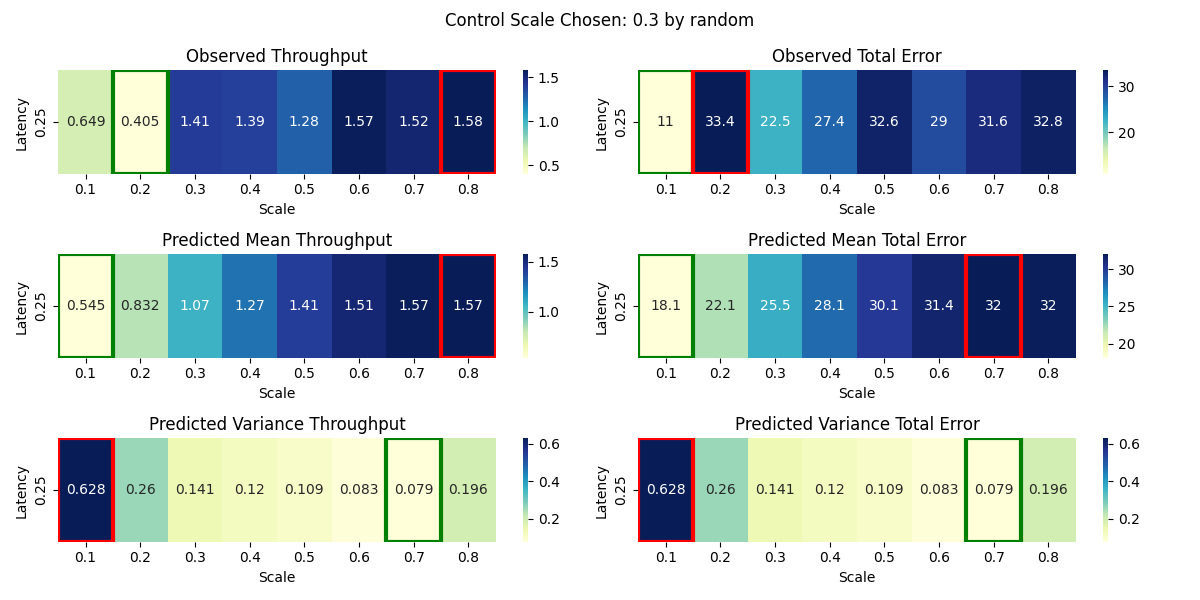 Control Scale Chosen: 0.3 by random
Observed Throughput
Latency
0.25
0.649 0.405 1.41 1.39 1.28 1.57 1.52 1.58
0.1 0.2 0.3 0.4 0.5 0.6 0.7 0.8
Scale
1.5
1.0
0.5
Observed Total Error
Latency
0.25
11 33.4 22.5 27.4 32.6 29 31.6 32.8
0.1 0.2 0.3 0.4 0.5 0.6 0.7 0.8
Scale
30
20
Predicted Mean Throughput
Latency
0.25
0.545 0.832 1.07 1.27 1.41 1.51 1.57 1.57
0.1 0.2 0.3 0.4 0.5 0.6 0.7 0.8
Scale
1.5
1.0
Predicted Mean Total Error
Latency
0.25
18.1 22.1 25.5 28.1 30.1 31.4 32 32
0.1 0.2 0.3 0.4 0.5 0.6 0.7 0.8
Scale
30
25
20
Predicted Variance Throughput
Latency
0.25
0.628 0.26 0.141 0.12 0.109 0.083 0.079 0.196
0.1 0.2 0.3 0.4 0.5 0.6 0.7 0.8
Scale
0.6
0.4
0.2
Predicted Variance Total Error
Latency
0.25
0.628 0.26 0.141 0.12 0.109 0.083 0.079 0.196
0.1 0.2 0.3 0.4 0.5 0.6 0.7 0.8
Scale
0.6
0.4
0.2